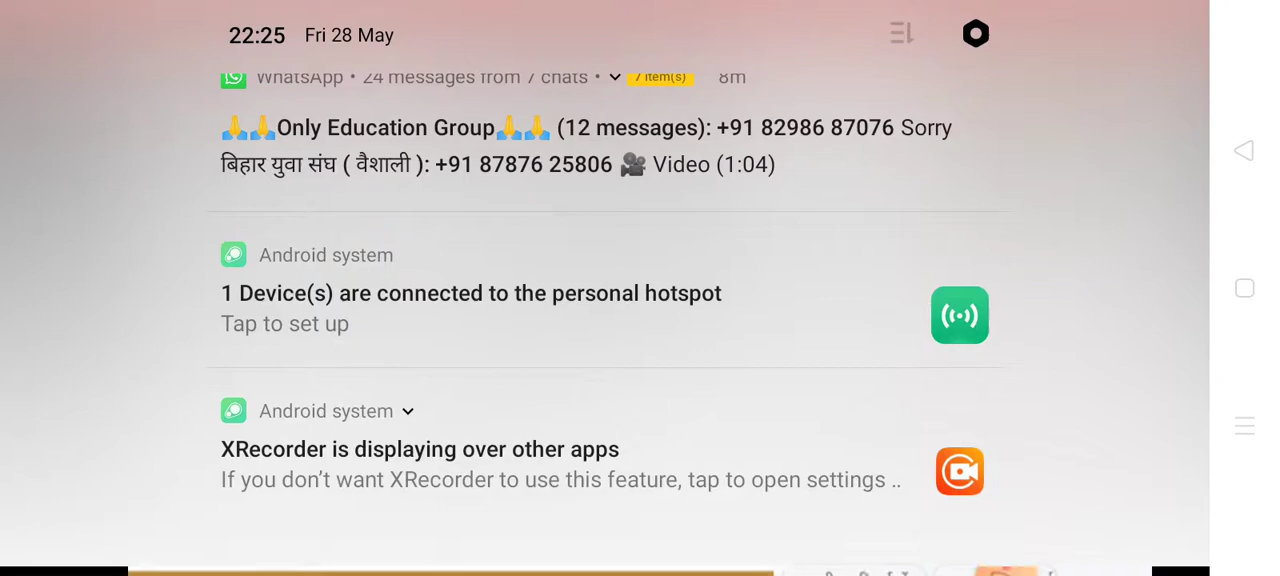 22:25 Fri 28 May
WhatsApp • 24 messages from 7 chats • 7 item(s) 8m
🙏🙏Only Education Group🙏🙏 (12 messages): +91 82986 87076 Sorry
बिहार युवा संघ ( वैशाली ): +91 87876 25806 🎥 Video (1:04)
Android system
1 Device(s) are connected to the personal hotspot
Tap to set up
Android system
XRecorder is displaying over other apps
If you don’t want XRecorder to use this feature, tap to open settings ..